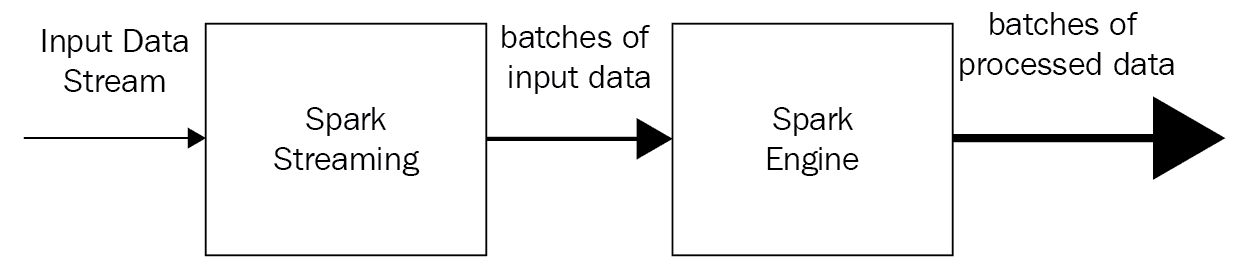 Input Data
Stream
Spark
Streaming
batches of
input data
Spark
Engine
batches of
processed data